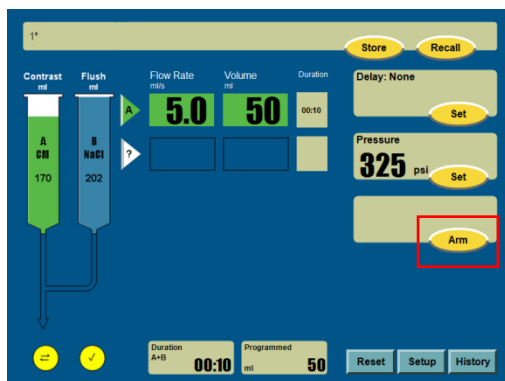 1*
Store Recall
Contrast Flush Flow Rate Volume Duration Delay: None
ml ml ml/s ml
A 5.0 50 00:10
Set
Pressure
A B
CM NaCl ?
325 psi
170 202 Set
Arm
Duration Programmed
A+B 00:10 ml 50
Reset Setup History